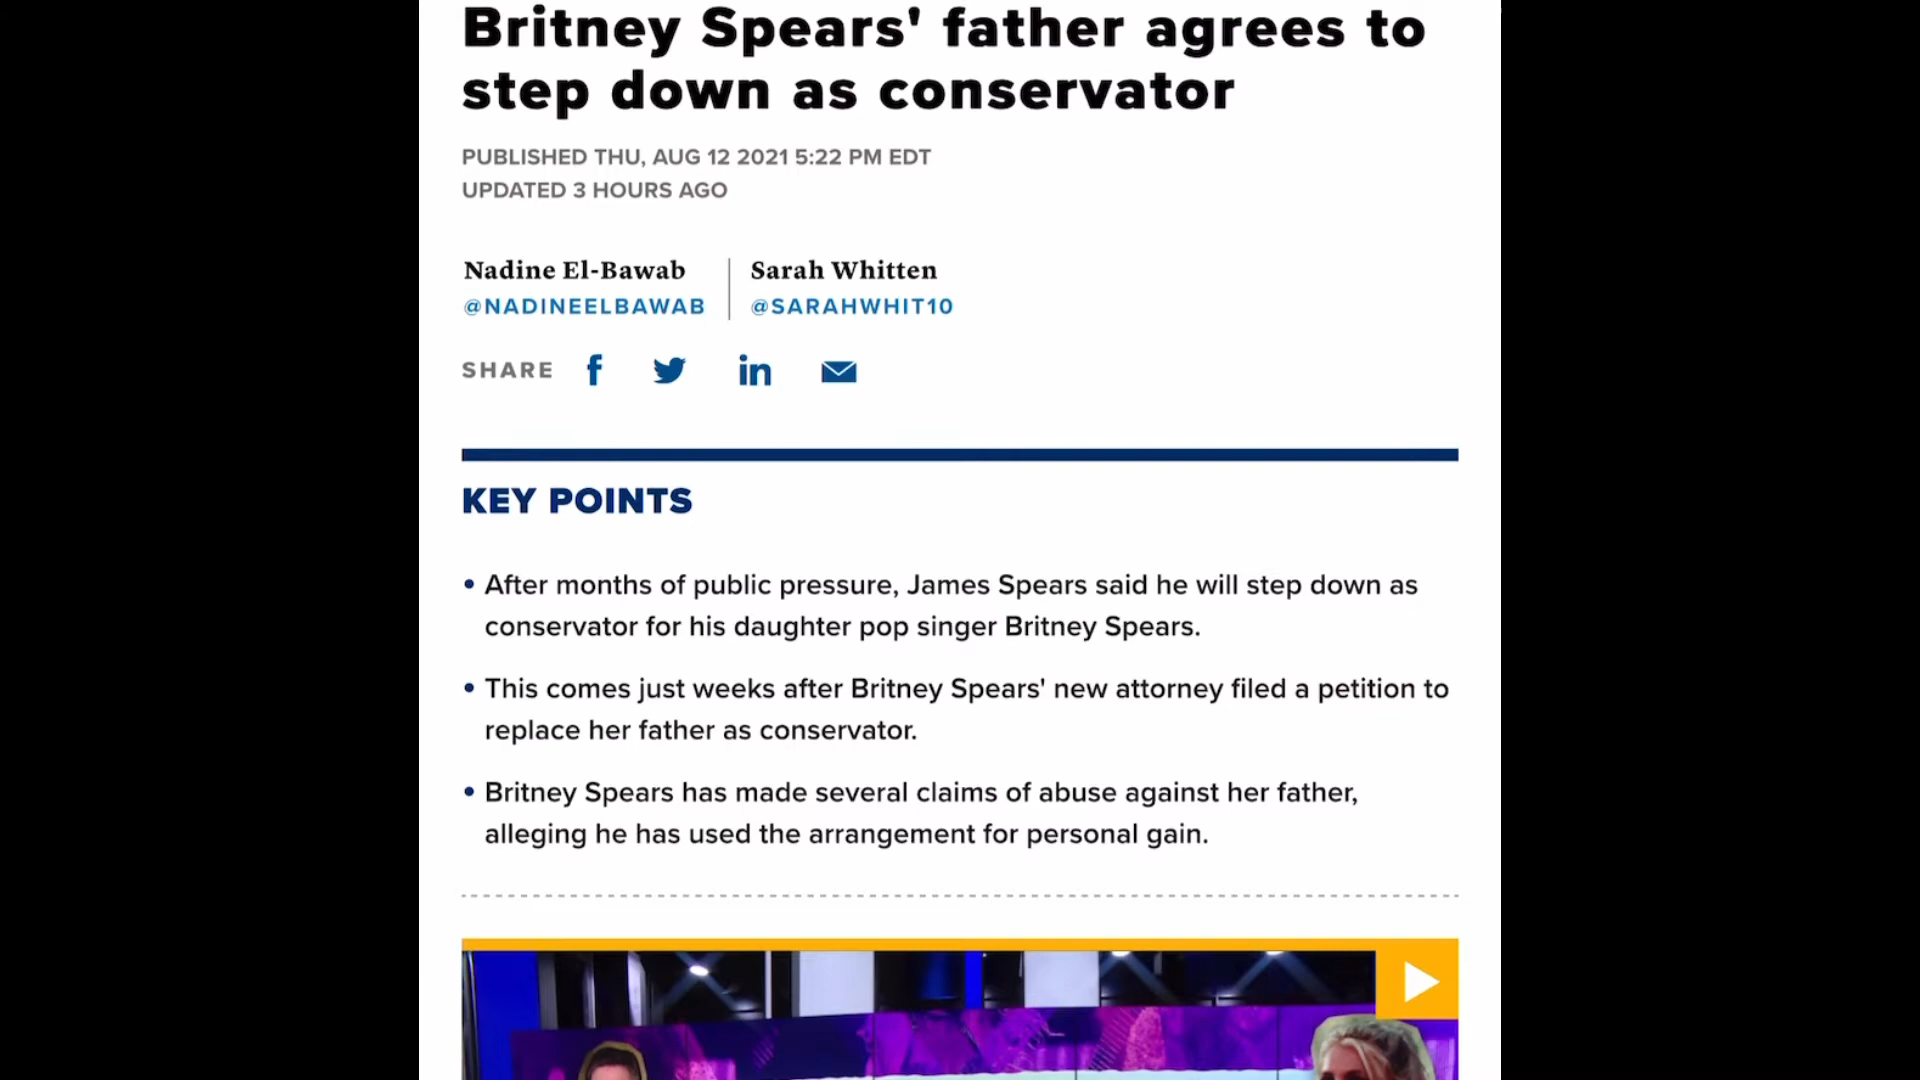 Britney Spears' father agrees to
step down as conservator
PUBLISHED THU, AUG 12 2021 5:22 PM EDT
UPDATED 3 HOURS AGO
Nadine El-Bawab
@NADINEELBAWAB
Sarah Whitten
@SARAHWHIT10
SHARE
KEY POINTS
• After months of public pressure, James Spears said he will step down as
conservator for his daughter pop singer Britney Spears.
• This comes just weeks after Britney Spears' new attorney filed a petition to
replace her father as conservator.
• Britney Spears has made several claims of abuse against her father,
alleging he has used the arrangement for personal gain.